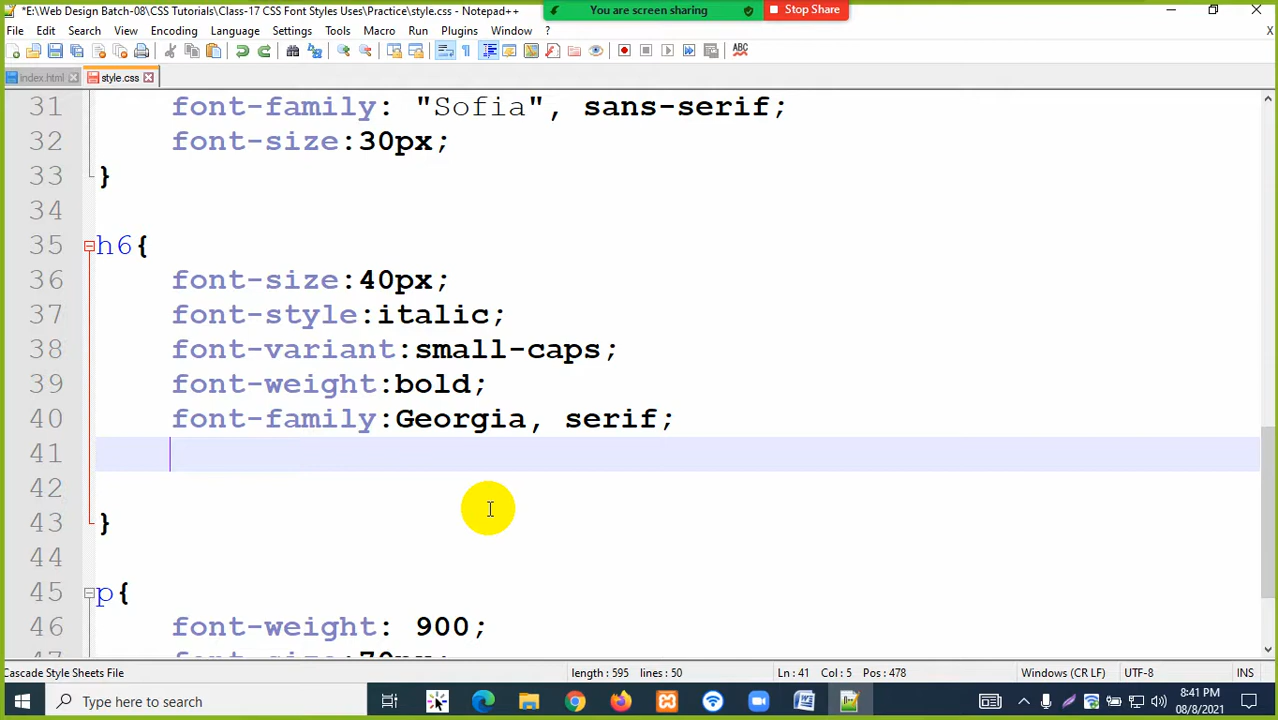 *E:\Web Design Batch-08\CSS Tutorials\Class-17 CSS Font Styles Uses\Practice\style.css - Notepad++
You are screen sharing
Stop Share
File Edit Search View Encoding Language Settings Tools Macro Run Plugins Window ?
X
ABC
index.html style.css
31 font-family: "Sofia", sans-serif;
32 font-size:30px;
33 }
34
35 h6{
36 font-size:40px;
37 font-style:italic;
38 font-variant:small-caps;
39 font-weight:bold;
40 font-family:Georgia, serif;
41
42
43 }
44
45 p{
46 font-weight: 900;
47 font-size:70px;
Cascade Style Sheets File length : 595 lines : 50 Ln : 41 Col : 5 Pos : 478 Windows (CR LF) UTF-8 INS
Type here to search
8:41 PM
08/8/2021